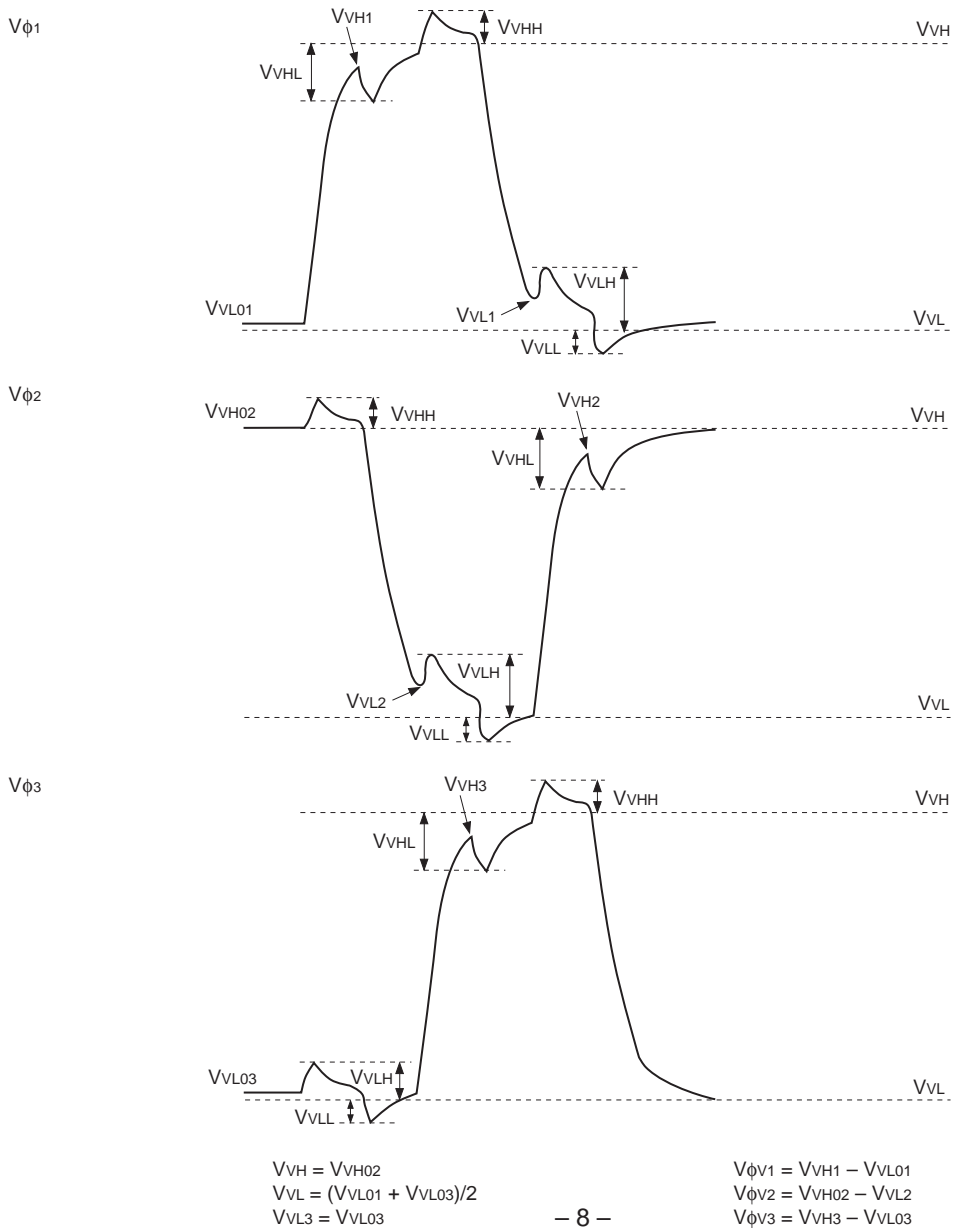 Vϕ1
VVH1
VVHH
VVH
VVHL
VVL01
VVL1
VVLH
VVLL
VVL
Vϕ2
VVH02
VVHH
VVH2
VVH
VVHL
VVL2
VVLH
VVLL
VVL
Vϕ3
VVH3
VVHH
VVH
VVHL
VVL03
VVLH
VVLL
VVL
VVH = VVH02
VVL = (VVL01 + VVL03)/2
VVL3 = VVL03
VϕV1 = VVH1 – VVL01
VϕV2 = VVH02 – VVL2
VϕV3 = VVH3 – VVL03
– 8 –